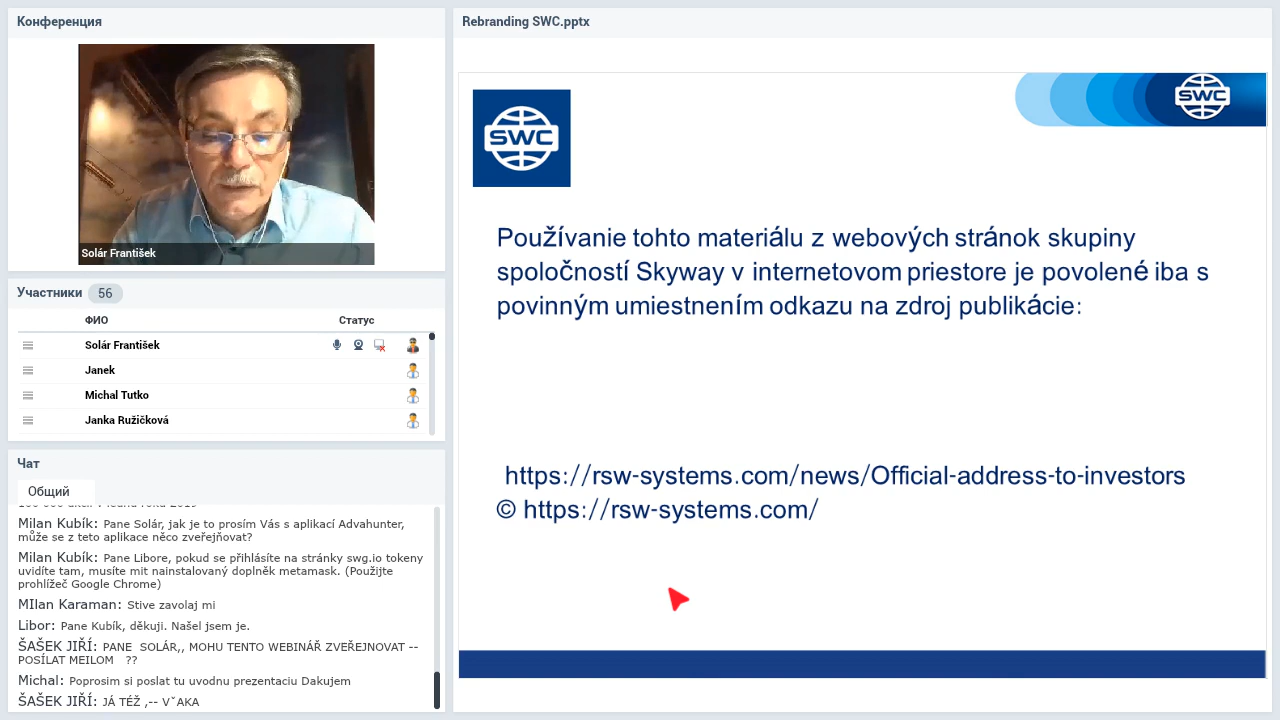 Конференция
Solár František
Участники 56
ФИО Статус
Solár František
Janek
Michal Tutko
Janka Ružičková
Чат
Общий
Milan Kubík: Pane Solár, jak je to prosím Vás s aplikací Advahunter,
může se z teto aplikace něco zveřejňovat?
Milan Kubík: Pane Libore, pokud se přihlásíte na stránky swg.io tokeny
uvidíte tam, musíte mit nainstalovaný doplněk metamask. (Použijte
prohlížeč Google Chrome)
MIlan Karaman: Stive zavolaj mi
Libor: Pane Kubík, děkuji. Našel jsem je.
ŠAŠEK JIŘÍ: PANE SOLÁR,, MOHU TENTO WEBINÁŘ ZVEŘEJNOVAT --
POSÍLAT MEILOM ??
Michal: Poprosim si poslat tu uvodnu prezentaciu Dakujem
ŠAŠEK JIŘÍ: JÁ TÉŽ ,-- VˇAKA
Rebranding SWC.pptx
SWC
SWC
Používanie tohto materiálu z webových stránok skupiny
spoločností Skyway v internetovom priestore je povolené iba s
povinným umiestnením odkazu na zdroj publikácie:
https://rsw-systems.com/news/Official-address-to-investors
© https://rsw-systems.com/